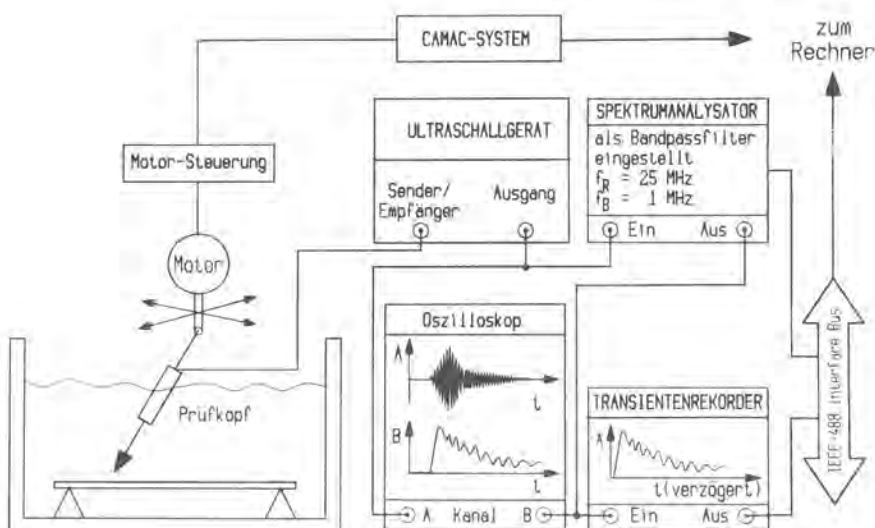 CAMAC-SYSTEM
zum
Rechner
Motor-Steuerung
Motor
Prüfkopf
ULTRASCHALLGERÄT
Sender/
Empfänger
Ausgang
SPEKTRUMANALYSATOR
als Bandpassfilter
eingestellt
f_R = 25 MHz
f_B = 1 MHz
Ein Aus
Oszilloskop
A
t
B
t
A Kanal B
TRANSIENTENREKORDER
A
t(verzögert)
Ein Aus
IEEE-488 Interface Bus